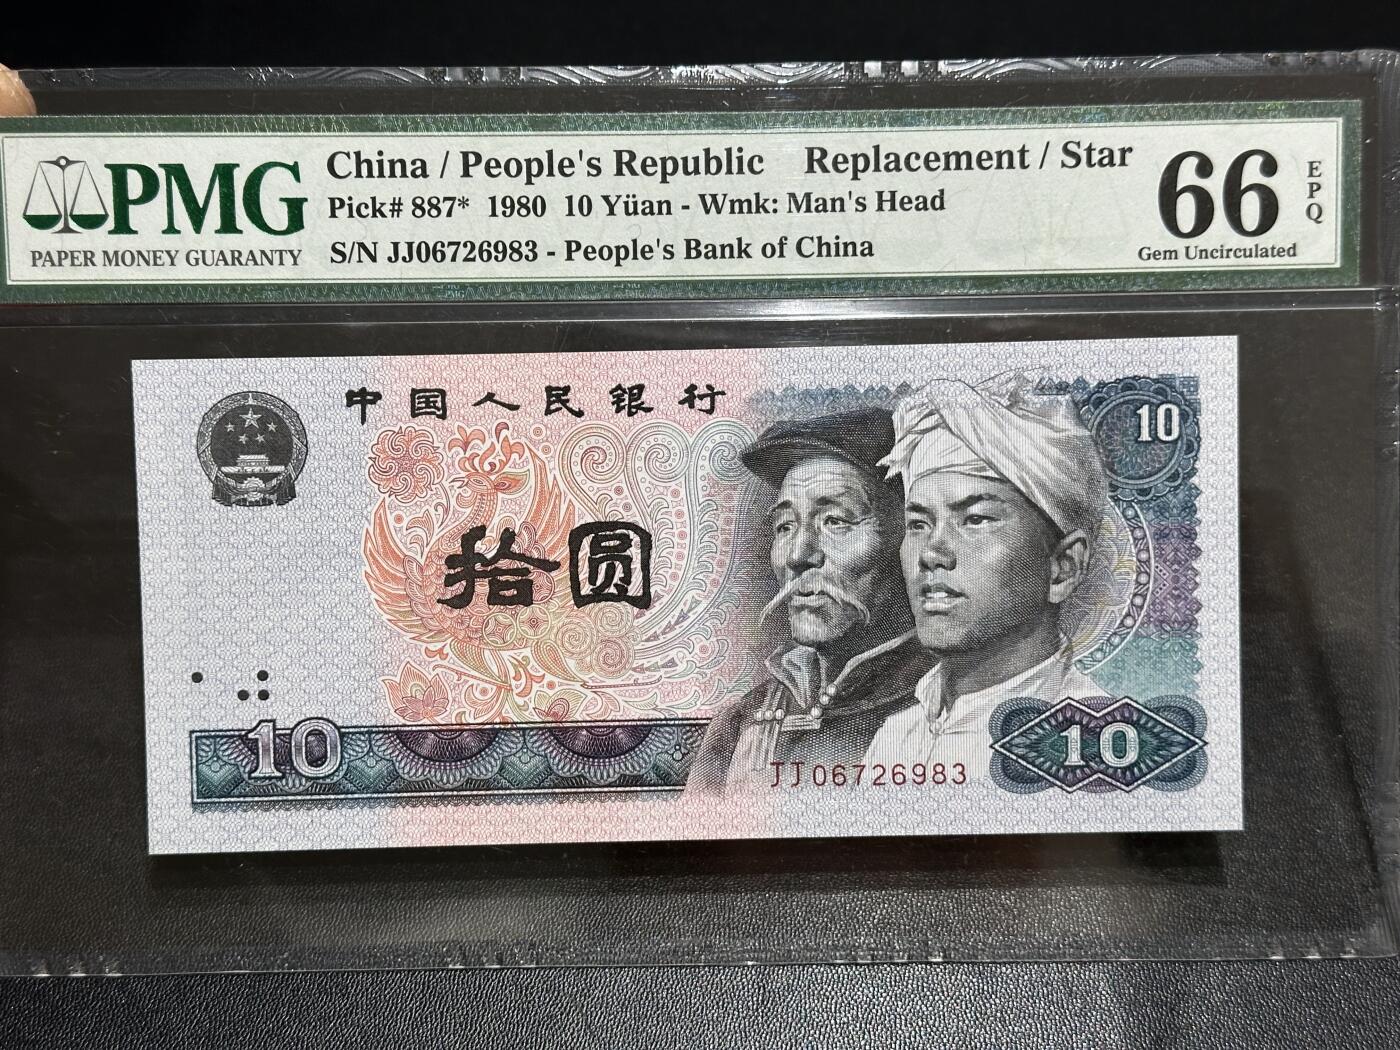 PMG
PAPER MONEY GUARANTY
China / People's Republic Replacement / Star
Pick# 887* 1980 10 Yüan - Wmk: Man's Head
S/N JJ06726983 - People's Bank of China
66
EPQ
Gem Uncirculated
中国人民银行
10
拾圆
10
JJ06726983
10